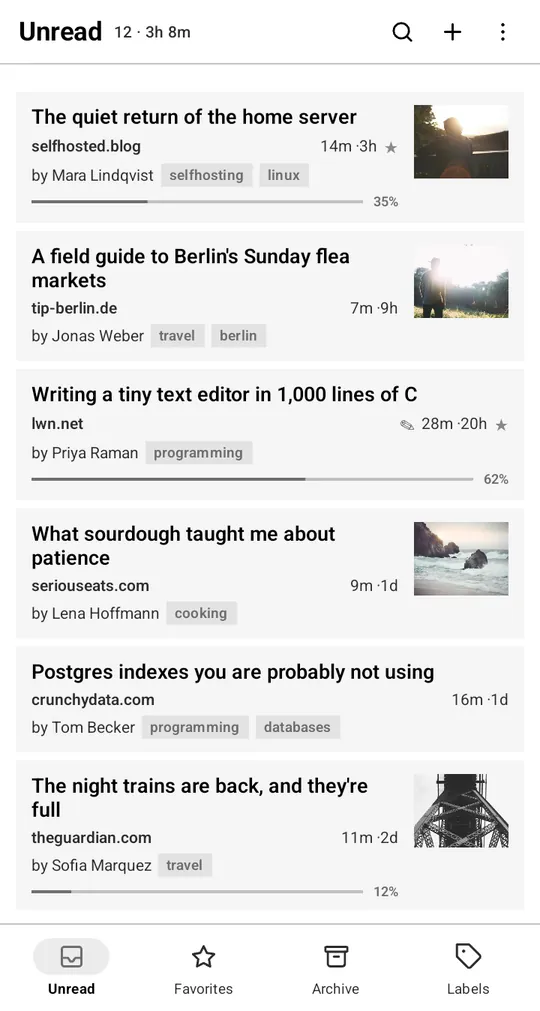 Unread 12 · 3h 8m
The quiet return of the home server
selfhosted.blog 14m ·3h ★
by Mara Lindqvist selfhosting linux
35%
A field guide to Berlin's Sunday flea
markets
tip-berlin.de 7m ·9h
by Jonas Weber travel berlin
Writing a tiny text editor in 1,000 lines of C
lwn.net ✎ 28m ·20h ★
by Priya Raman programming
62%
What sourdough taught me about
patience
seriouseats.com 9m ·1d
by Lena Hoffmann cooking
Postgres indexes you are probably not using
crunchydata.com 16m ·1d
by Tom Becker programming databases
The night trains are back, and they're
full
theguardian.com 11m ·2d
by Sofia Marquez travel
12%
Unread Favorites Archive Labels